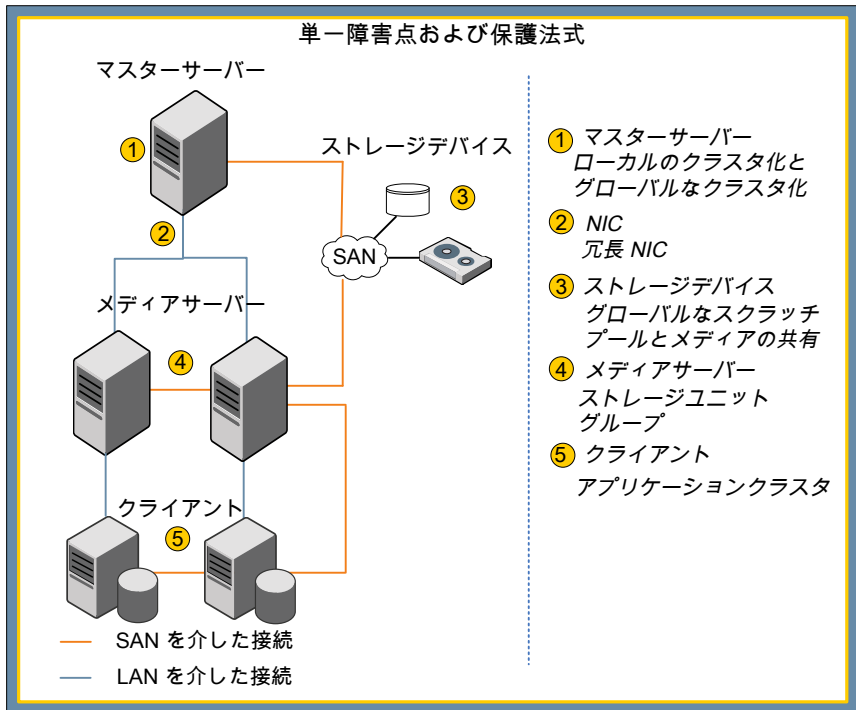 単一障害点および保護法式
マスターサーバー
1
ストレージデバイス
3
2
SAN
メディアサーバー
4
クライアント
5
SAN を介した接続
LAN を介した接続
1 マスターサーバー
ローカルのクラスタ化と
グローバルなクラスタ化
2 NIC
冗長 NIC
3 ストレージデバイス
グローバルなスクラッチ
プールとメディアの共有
4 メディアサーバー
ストレージユニット
グループ
5 クライアント
アプリケーションクラスタ